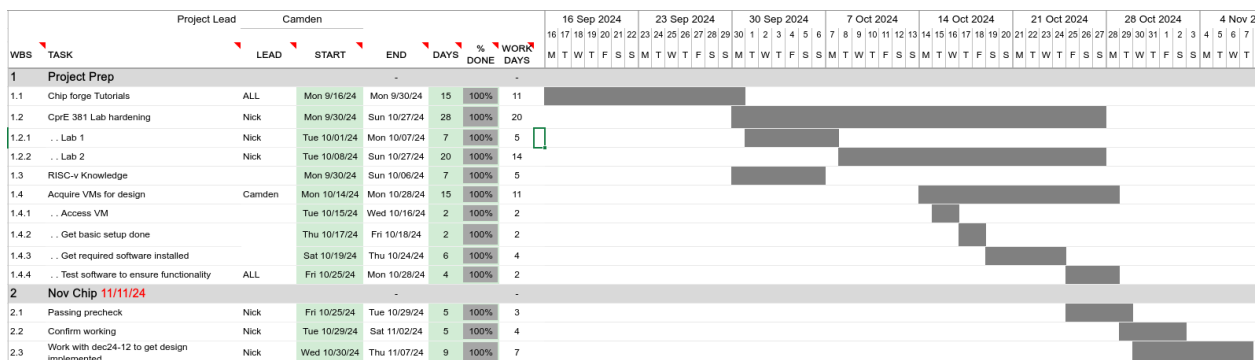 Project Lead Camden 16 Sep 2024 23 Sep 2024 30 Sep 2024 7 Oct 2024 14 Oct 2024 21 Oct 2024 28 Oct 2024 4 Nov 2
16 17 18 19 20 21 22 23 24 25 26 27 28 29 30 1 2 3 4 5 6 7 8 9 10 11 12 13 14 15 16 17 18 19 20 21 22 23 24 25 26 27 28 29 30 31 1 2 3 4 5 6 7
WBS TASK LEAD START END DAYS % DONE WORK DAYS M T W T F S S M T W T F S S M T W T F S S M T W T F S S M T W T F S S M T W T F S S M T W T F S S M T W T
1 Project Prep - -
1.1 Chip forge Tutorials ALL Mon 9/16/24 Mon 9/30/24 15 100% 11
1.2 CprE 381 Lab hardening Nick Mon 9/30/24 Sun 10/27/24 28 100% 20
1.2.1 . . Lab 1 Nick Tue 10/01/24 Mon 10/07/24 7 100% 5
1.2.2 . . Lab 2 Nick Tue 10/08/24 Sun 10/27/24 20 100% 14
1.3 RISC-v Knowledge Mon 9/30/24 Sun 10/06/24 7 100% 5
1.4 Acquire VMs for design Camden Mon 10/14/24 Mon 10/28/24 15 100% 11
1.4.1 . . Access VM Tue 10/15/24 Wed 10/16/24 2 100% 2
1.4.2 . . Get basic setup done Thu 10/17/24 Fri 10/18/24 2 100% 2
1.4.3 . . Get required software installed Sat 10/19/24 Thu 10/24/24 6 100% 4
1.4.4 . . Test software to ensure functionality ALL Fri 10/25/24 Mon 10/28/24 4 100% 2
2 Nov Chip 11/11/24 - -
2.1 Passing precheck Nick Fri 10/25/24 Tue 10/29/24 5 100% 3
2.2 Confirm working Nick Tue 10/29/24 Sat 11/02/24 5 100% 4
2.3 Work with dec24-12 to get design implemented Nick Wed 10/30/24 Thu 11/07/24 9 100% 7